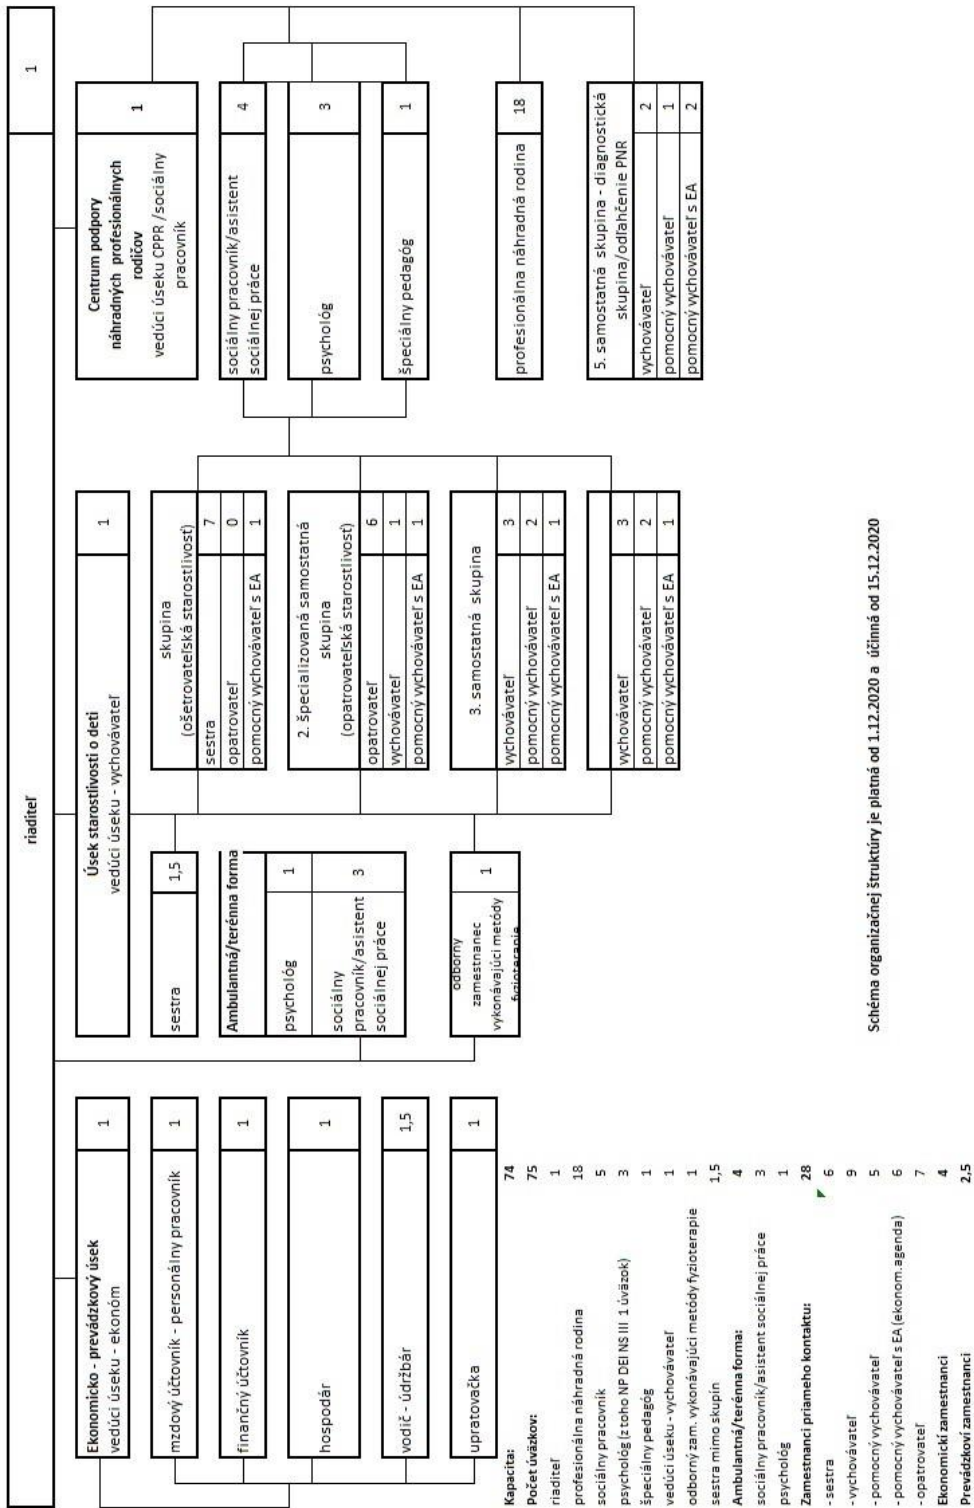 riaditeľ 1
Ekonomicko - prevádzkový úsek
vedúci úseku - ekonóm 1
mzdový účtovník - personálny pracovník 1
finančný účtovník 1
hospodár 1
vodič - údržbár 1,5
upratovačka 1
Úsek starostlivosti o deti
vedúci úseku - vychovávateľ 1
sestra 1,5
Ambulantná/terénna forma
psychológ 1
sociálny
pracovník/asistent 3
sociálnej práce
odborny
zamestnanec 1
vykonávajúci metódy
fyzioterapie
skupina
(ošetrovateľská starostlivosť)
sestra 7
opatrovateľ 0
pomocný vychovávateľ s EA 1
2. špecializovaná samostatná
skupina
(opatrovateľská starostlivosť)
opatrovateľ 6
vychovávateľ 1
pomocný vychovávateľ s EA 1
3. samostatná skupina
vychovávateľ 3
pomocný vychovávateľ 2
pomocný vychovávateľ s EA 1
vychovávateľ 3
pomocný vychovávateľ 2
pomocný vychovávateľ s EA 1
Centrum podpory
náhradných profesionálnych
rodičov 1
vedúci úseku CPPR /sociálny
pracovník
sociálny pracovník/asistent 4
sociálnej práce
psychológ 3
špeciálny pedagóg 1
profesionálna náhradná rodina 18
5. samostatná skupina - diagnostická
skupina/odľahčenie PNR
vychovávateľ 2
pomocný vychovávateľ 1
pomocný vychovávateľ s EA 2
Kapacita: 74
Počet úväzkov: 75
riaditeľ 1
profesionálna náhradná rodina 18
sociálny pracovník 5
psychológ (z toho NP DEI NS III 1 úväzok) 3
špeciálny pedagóg 1
vedúci úseku - vychovávateľ 1
odborný zam. vykonávajúci metódy fyzioterapie 1
sestra mimo skupín 1,5
Ambulantná/terénna forma: 4
sociálny pracovník/asistent sociálnej práce 3
psychológ 1
Zamestnanci priameho kontaktu: 28
- sestra 6
vychovávateľ 9
- pomocný vychovávateľ 5
- pomocný vychovávateľ s EA (ekonom.agenda) 6
- opatrovateľ 7
Ekonomickí zamestnanci 4
Prevádzkoví zamestnanci 2,5
Schéma organizačnej štruktúry je platná od 1.12.2020 a účinná od 15.12.2020